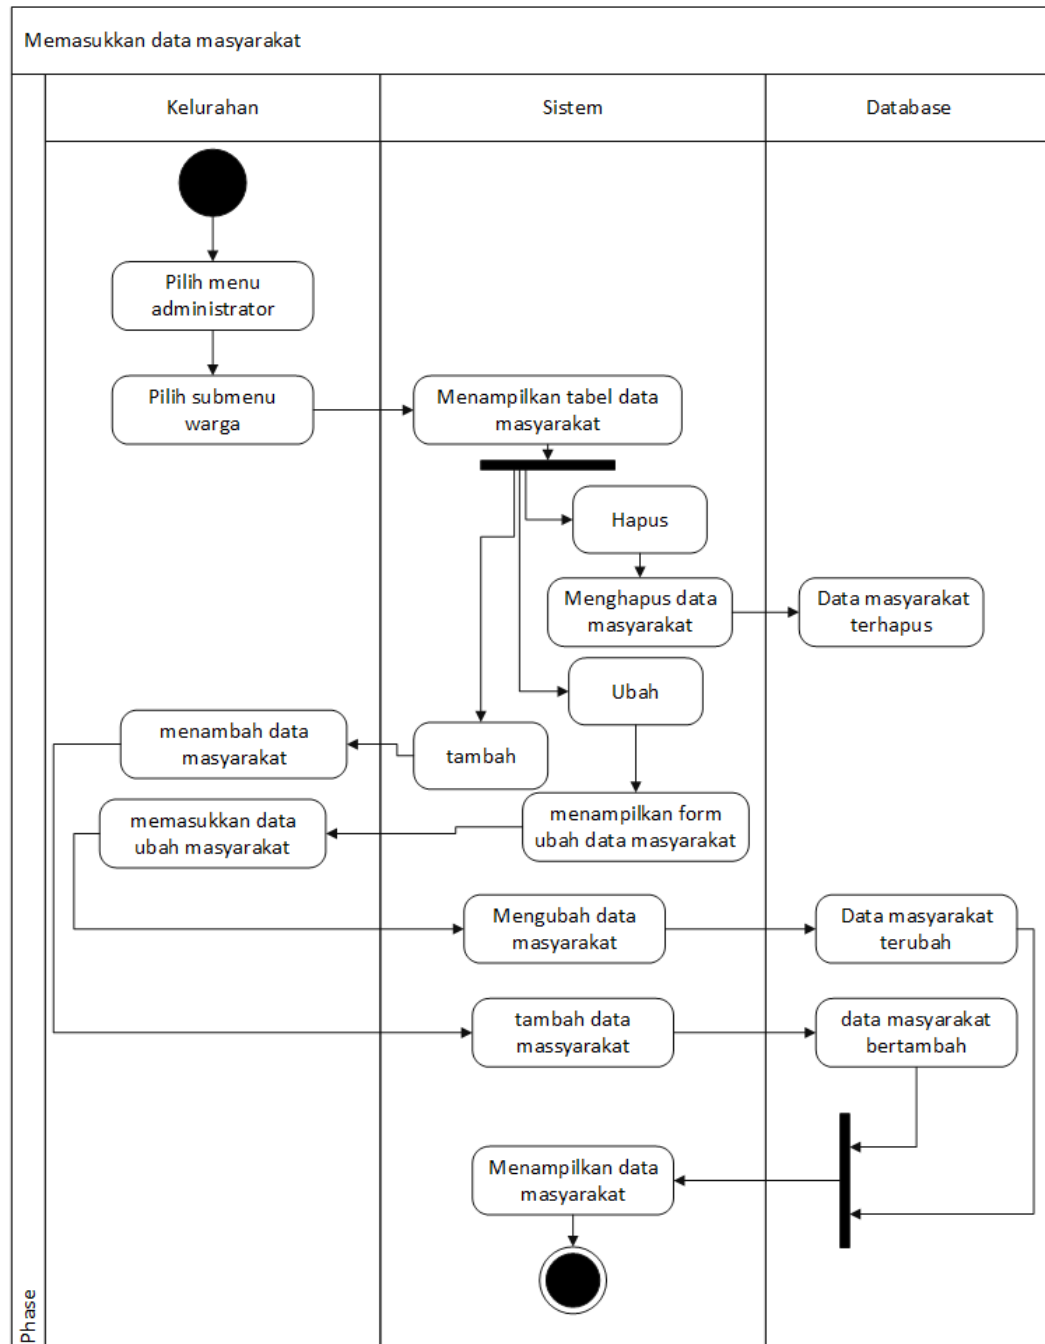 Memasukkan data masyarakat
Kelurahan
Sistem
Database
Pilih menu
administrator
Pilih submenu
warga
Menampilkan tabel data
masyarakat
Hapus
Menghapus data
masyarakat
Data masyarakat
terhapus
Ubah
menambah data
masyarakat
tambah
memasukkan data
ubah masyarakat
menampilkan form
ubah data masyarakat
Mengubah data
masyarakat
Data masyarakat
terubah
tambah data
massyarakat
data masyarakat
bertambah
Menampilkan data
masyarakat
Phase